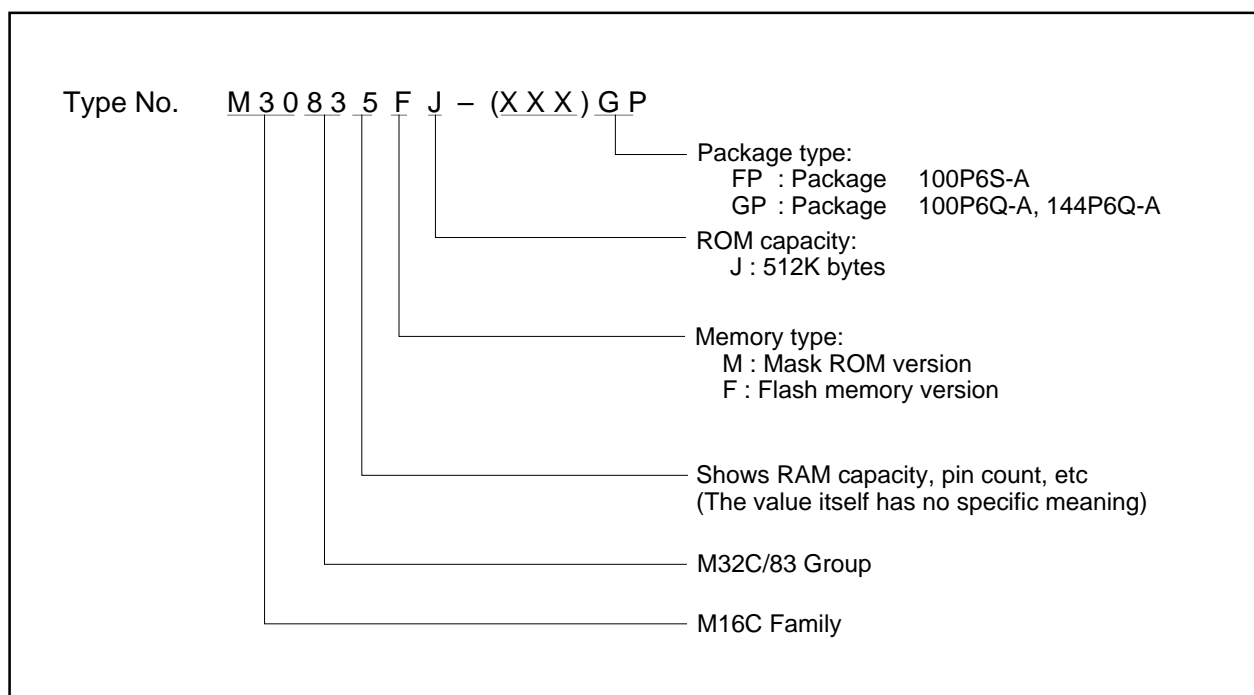 Type No. M 3 0 8 3 5 F J – (X X X) G P
Package type:
FP : Package 100P6S-A
GP : Package 100P6Q-A, 144P6Q-A
ROM capacity:
J : 512K bytes
Memory type:
M : Mask ROM version
F : Flash memory version
Shows RAM capacity, pin count, etc
(The value itself has no specific meaning)
M32C/83 Group
M16C Family